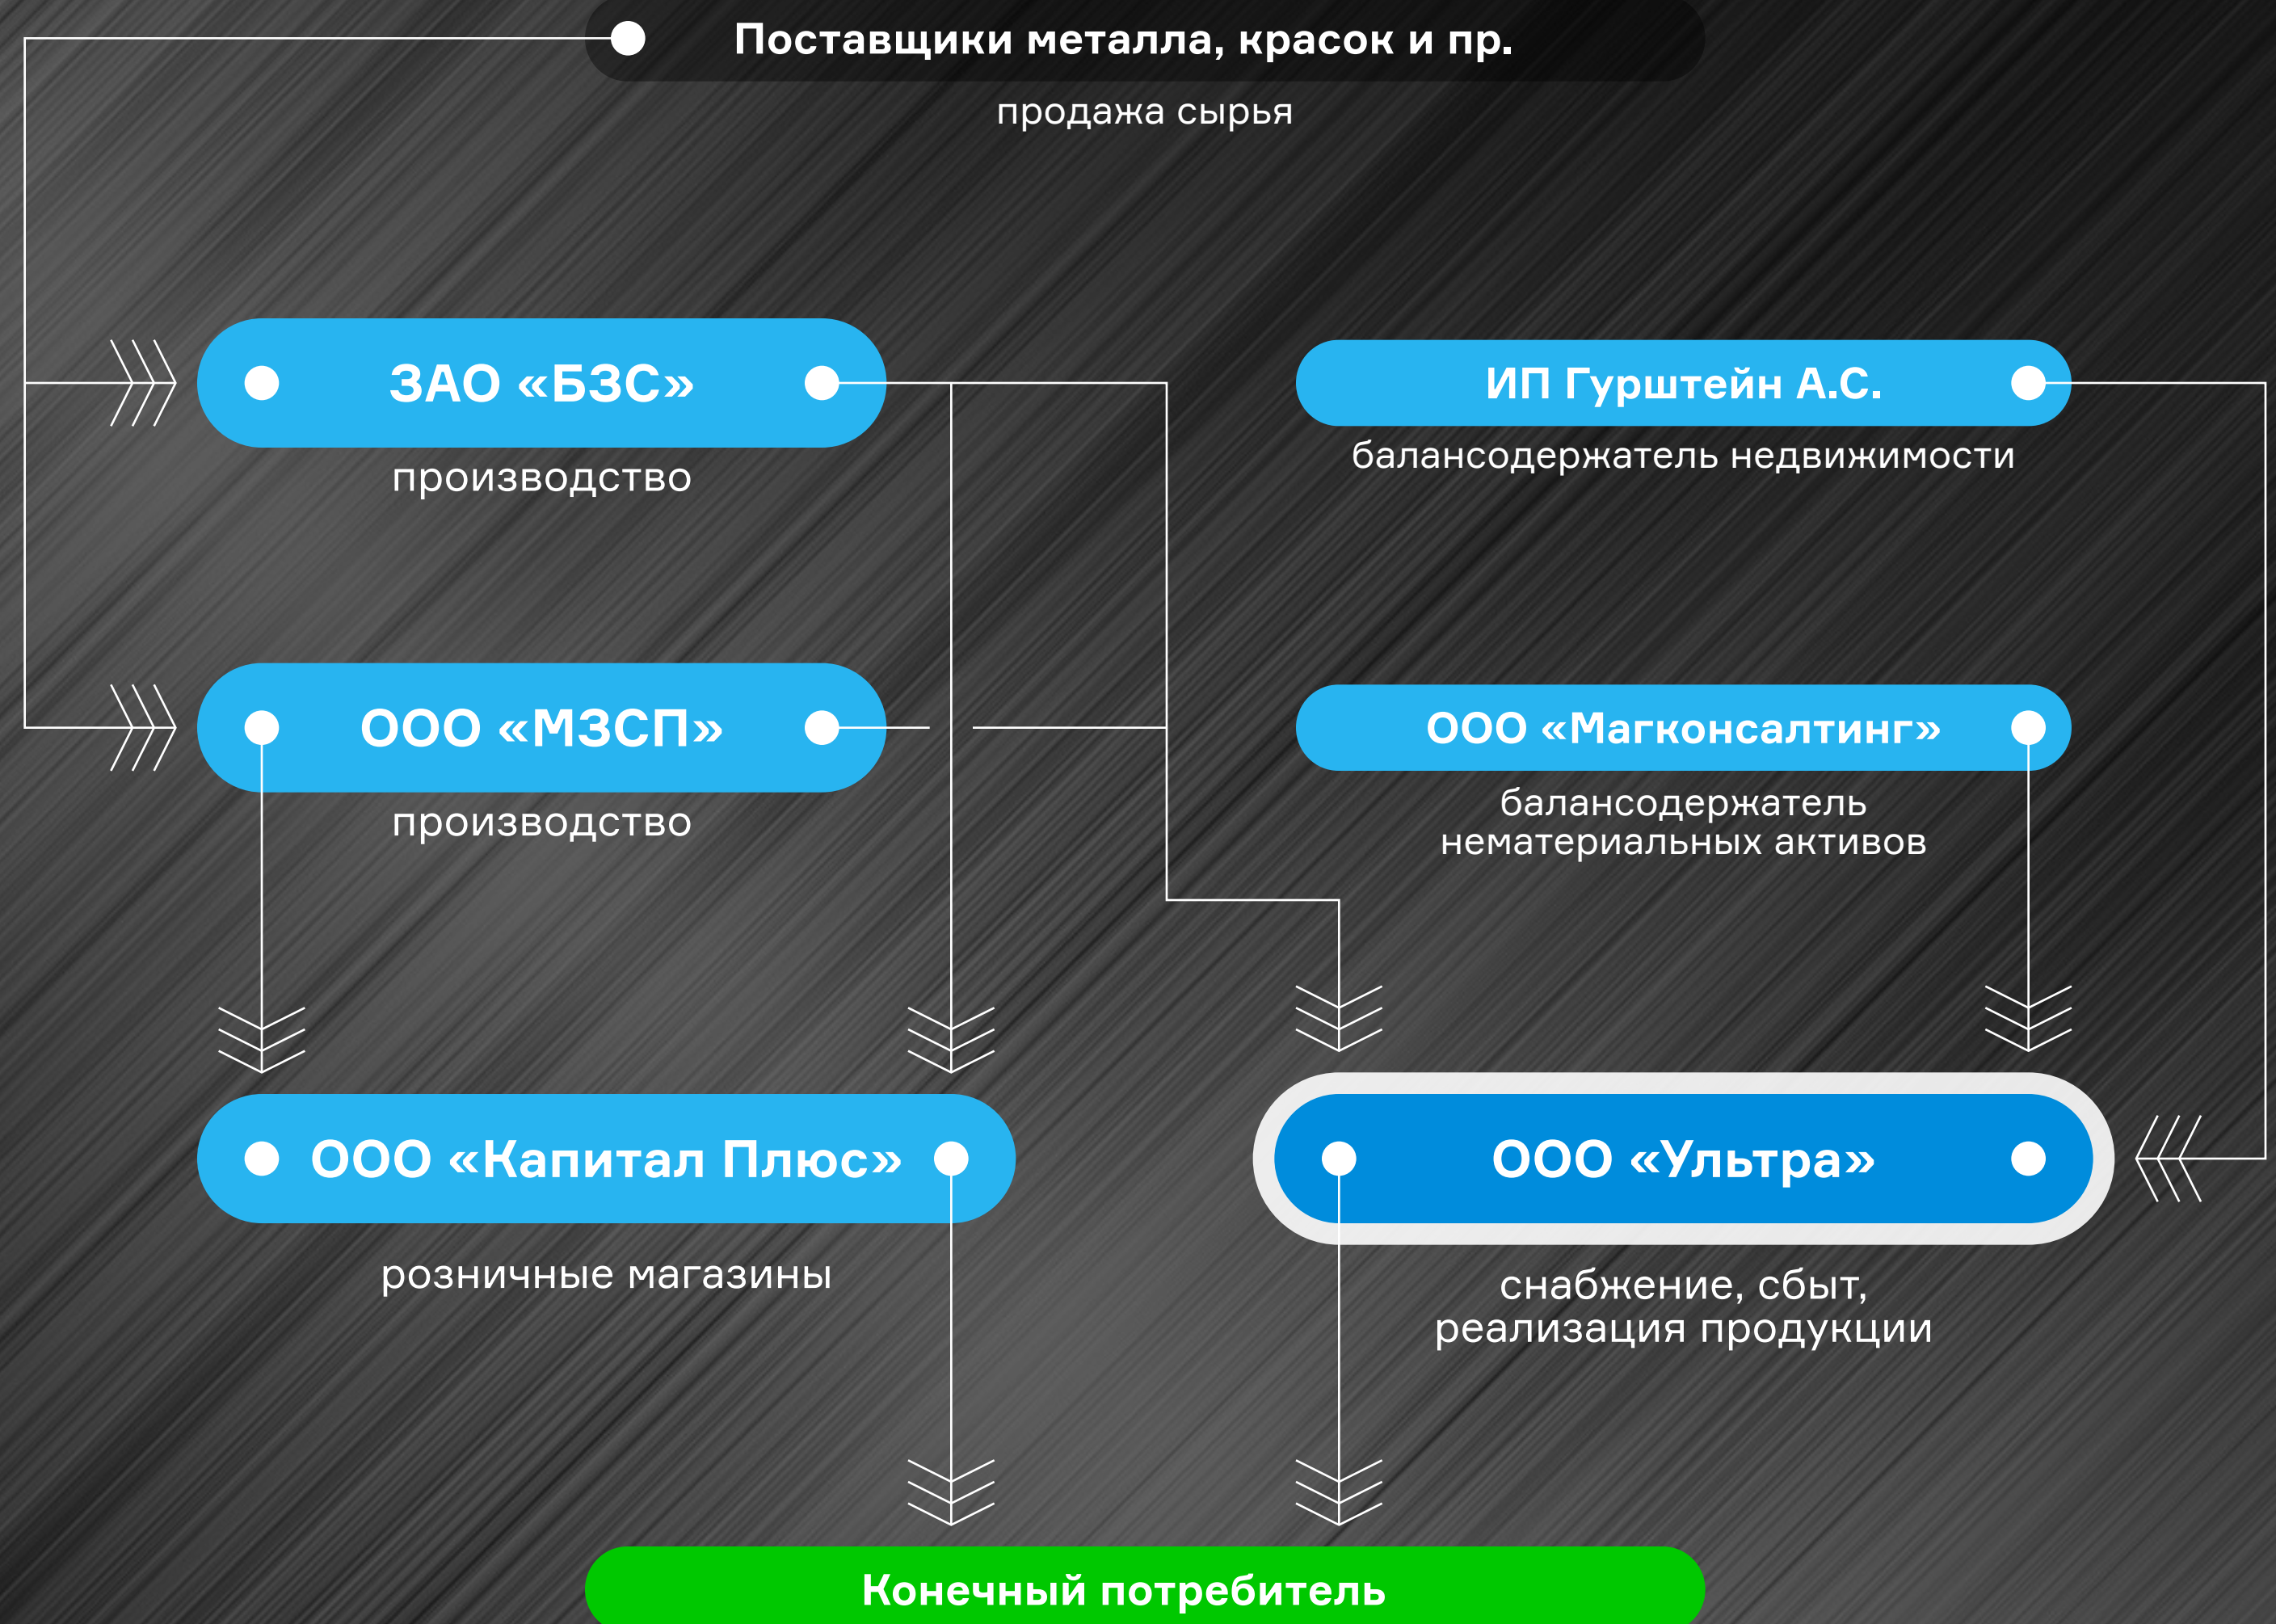 Поставщики металла, красок и пр.
продажа сырья
ЗАО «БЗС»
производство
ИП Гурштейн А.С.
балансодержатель недвижимости
ООО «МЗСП»
производство
ООО «Магконсалтинг»
балансодержатель
нематериальных активов
ООО «Капитал Плюс»
розничные магазины
ООО «Ультра»
снабжение, сбыт,
реализация продукции
Конечный потребитель